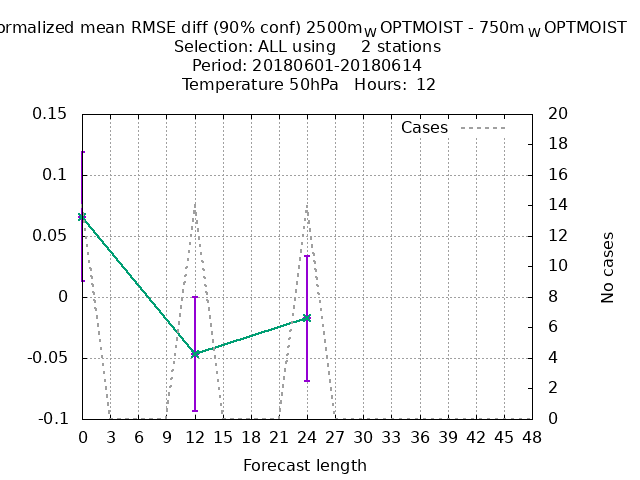 ormalized mean RMSE diff (90% conf) 2500mW OPTMOIST - 750mW OPTMOIST
Selection: ALL using 2 stations
Period: 20180601-20180614
Temperature 50hPa Hours: 12
Cases
0.15
0.1
0.05
0
-0.05
-0.1
20
18
16
14
12
10
8
6
4
2
0
No cases
0 3 6 9 12 15 18 21 24 27 30 33 36 39 42 45 48
Forecast length